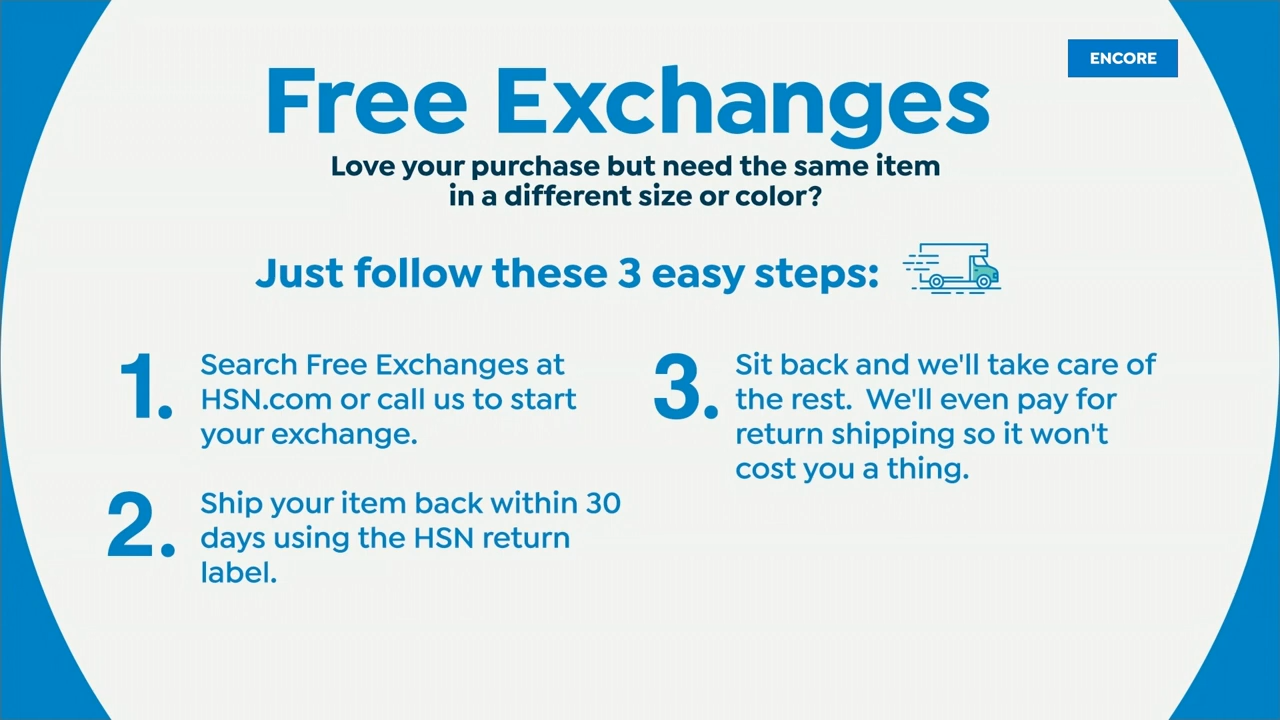 ENCORE
Free Exchanges
Love your purchase but need the same item
in a different size or color?
Just follow these 3 easy steps:
1. Search Free Exchanges at
HSN.com or call us to start
your exchange.
2. Ship your item back within 30
days using the HSN return
label.
3. Sit back and we'll take care of
the rest.  We'll even pay for
return shipping so it won't
cost you a thing.